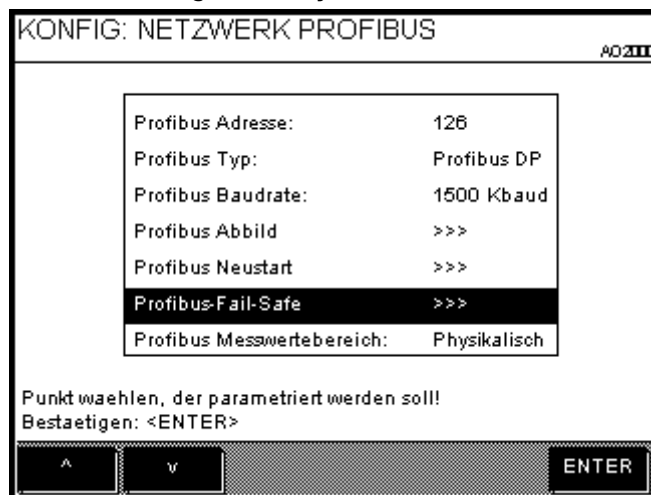 KONFIG: NETZWERK PROFIBUS
AO2000
Profibus Adresse: 126
Profibus Typ: Profibus DP
Profibus Baudrate: 1500 Kbaud
Profibus Abbild >>>
Profibus Neustart >>>
Profibus-Fail-Safe >>>
Profibus Messwertebereich: Physikalisch
Punkt waehlen, der parametriert werden soll!
Bestaetigen: <ENTER>
^ v ENTER